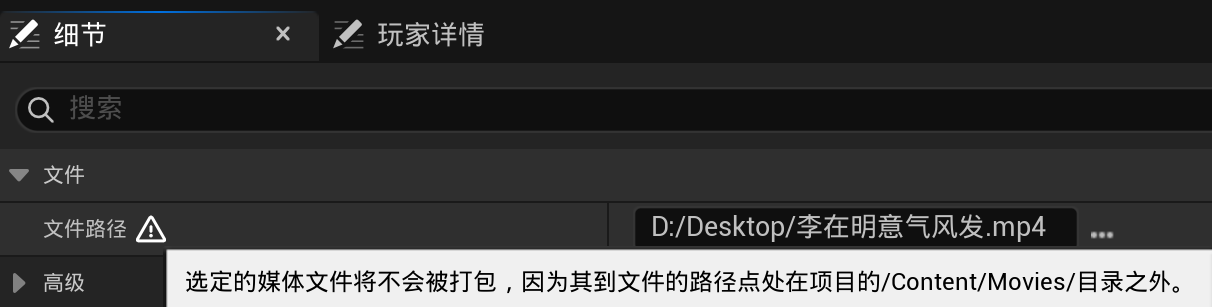 细节
玩家详情
搜索
文件
文件路径
D:/Desktop/李在明意气风发.mp4
高级
选定的媒体文件将不会被打包，因为其到文件的路径点处在项目的/Content/Movies/目录之外。